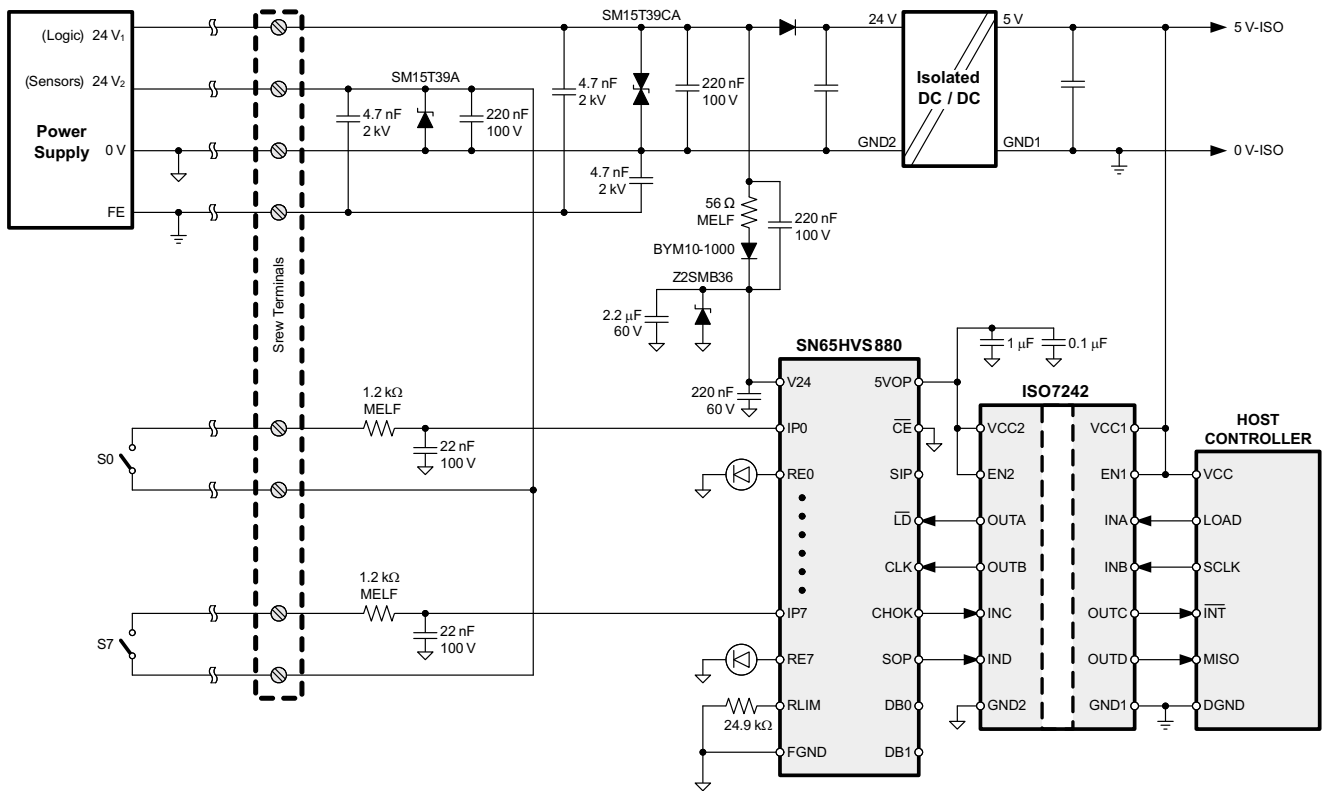 SM15T39CA
(Logic) 24 V1
24 V
5 V
5 V-ISO
(Sensors) 24 V2
SM15T39A
4.7 nF
2 kV
220 nF
100 V
Isolated
DC / DC
4.7 nF
2 kV
220 nF
100 V
Power
Supply
0 V
GND2
GND1
0 V-ISO
4.7 nF
2 kV
FE
56 Ω
MELF
220 nF
100 V
BYM10-1000
Z2SMB36
Srew Terminals
2.2 μF
60 V
SN65HVS880
1 μF
0.1 μF
V24
5VOP
220 nF
60 V
ISO7242
1.2 kΩ
MELF
HOST
CONTROLLER
IP0
CE
VCC2
VCC1
22 nF
100 V
S0
RE0
SIP
EN2
EN1
VCC
LD
OUTA
INA
LOAD
CLK
OUTB
INB
SCLK
1.2 kΩ
MELF
IP7
CHOK
INC
OUTC
INT
22 nF
100 V
S7
RE7
SOP
IND
OUTD
MISO
RLIM
DB0
GND2
GND1
DGND
24.9 kΩ
FGND
DB1